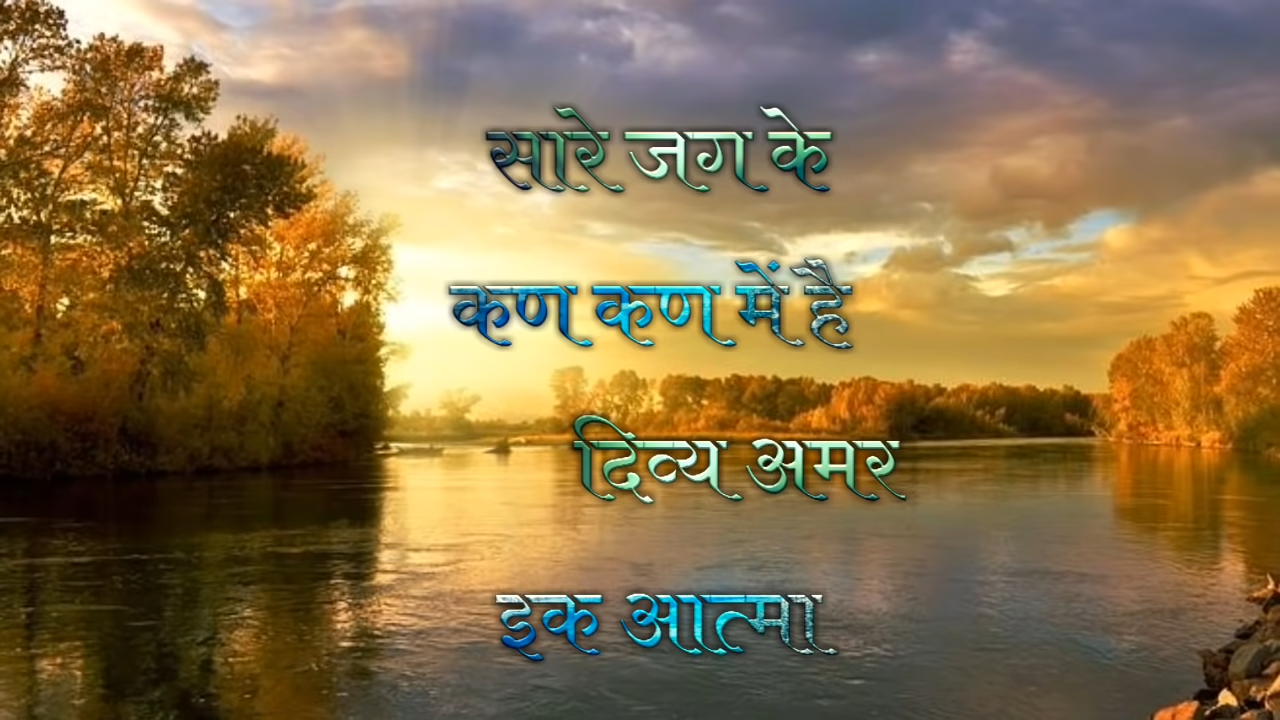 सारे जग के
कण कण में है
दिव्य अमर
इक आत्मा